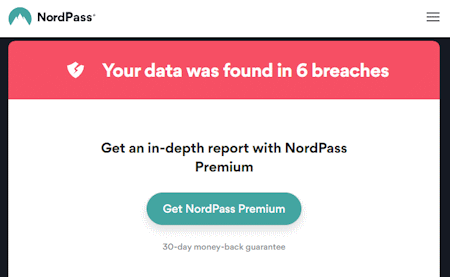 NordPass®
Your data was found in 6 breaches
Get an in-depth report with NordPass
Premium
Get NordPass Premium
30-day money-back guarantee